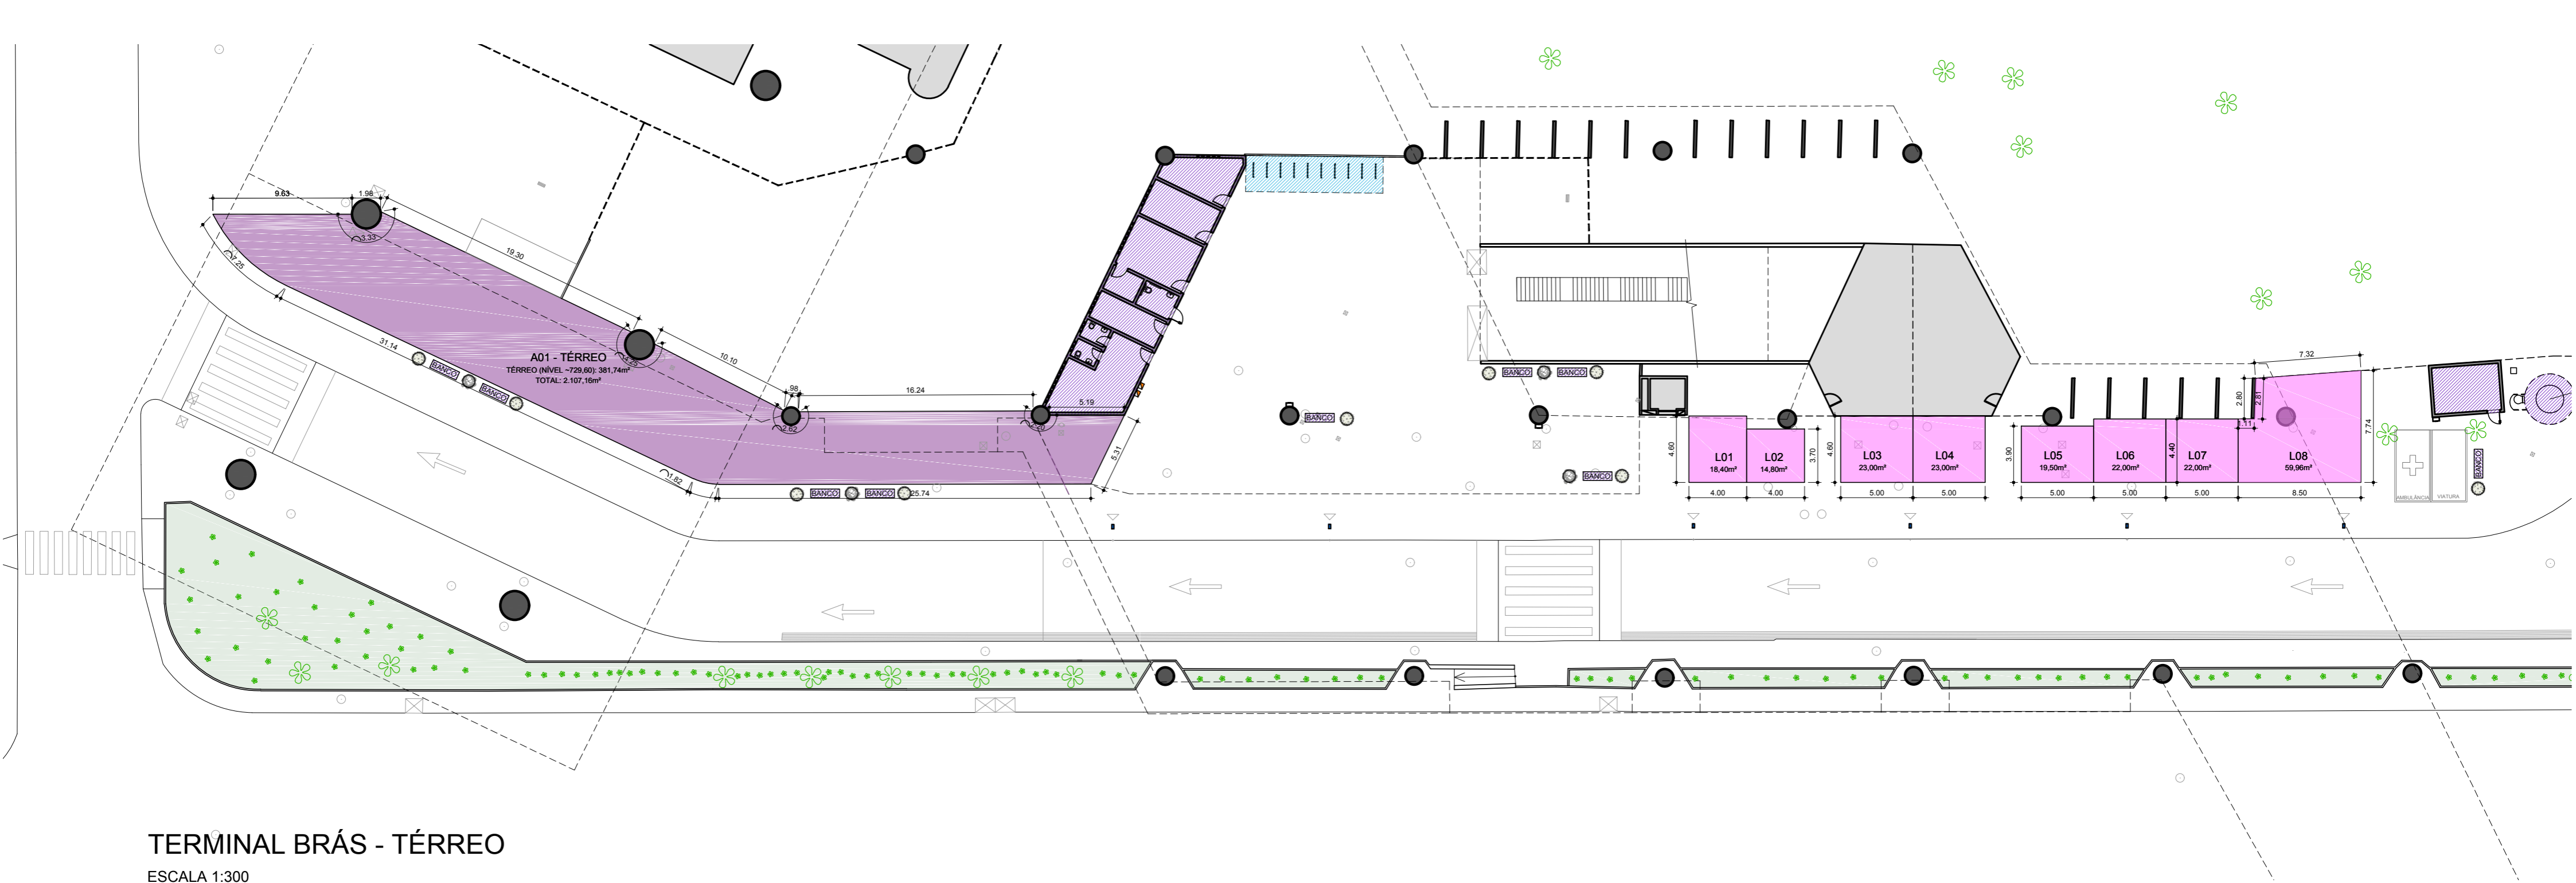 9.63
1.98
3.33
7.25
19.30
31.14
A01 - TÉRREO
TÉRREO (NÍVEL ~729,60): 381,74m²
TOTAL: 2.107,16m²
10.10
BANCO
BANCO
.98
16.24
2.62
5.19
5.31
1.82
BANCO
BANCO
25.74
BANCO
BANCO
BANCO
BANCO
4.60
L01
18,40m²
L02
14,80m²
3.70
4.00
4.00
4.60
L03
23,00m²
L04
23,00m²
5.00
5.00
3.90
L05
19,50m²
L06
22,00m²
4.40
L07
22,00m²
5.00
5.00
5.00
7.32
2.80
2.81
1.11
7.74
L08
59,96m²
8.50
AMBULÂNCIA
VIATURA
BANCO
TERMINAL BRÁS - TÉRREO
ESCALA 1:300